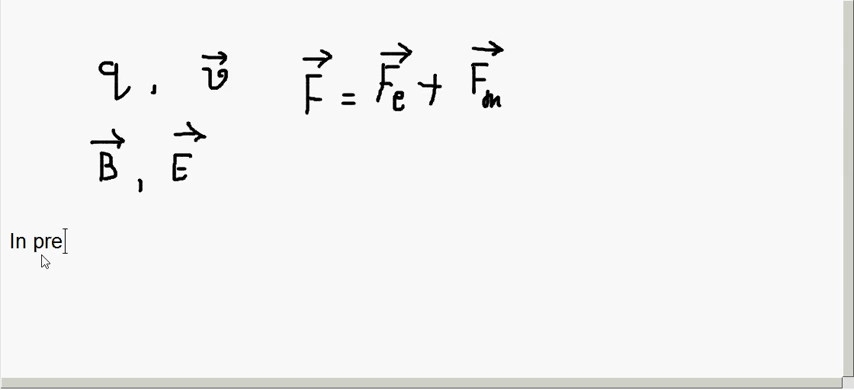 q, v⃗ F⃗ = F⃗e + F⃗m
B⃗, E⃗
In pre